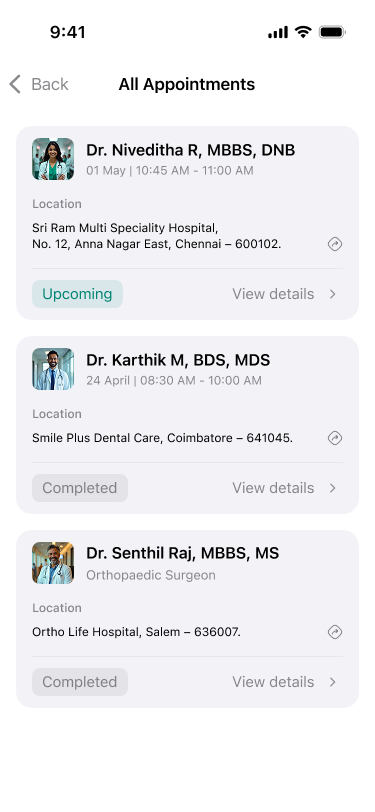 9:41
Back
All Appointments
Dr. Niveditha R, MBBS, DNB
01 May | 10:45 AM - 11:00 AM
Location
Sri Ram Multi Speciality Hospital,
No. 12, Anna Nagar East, Chennai – 600102.
Upcoming
View details
Dr. Karthik M, BDS, MDS
24 April | 08:30 AM - 10:00 AM
Location
Smile Plus Dental Care, Coimbatore – 641045.
Completed
View details
Dr. Senthil Raj, MBBS, MS
Orthopaedic Surgeon
Location
Ortho Life Hospital, Salem – 636007.
Completed
View details